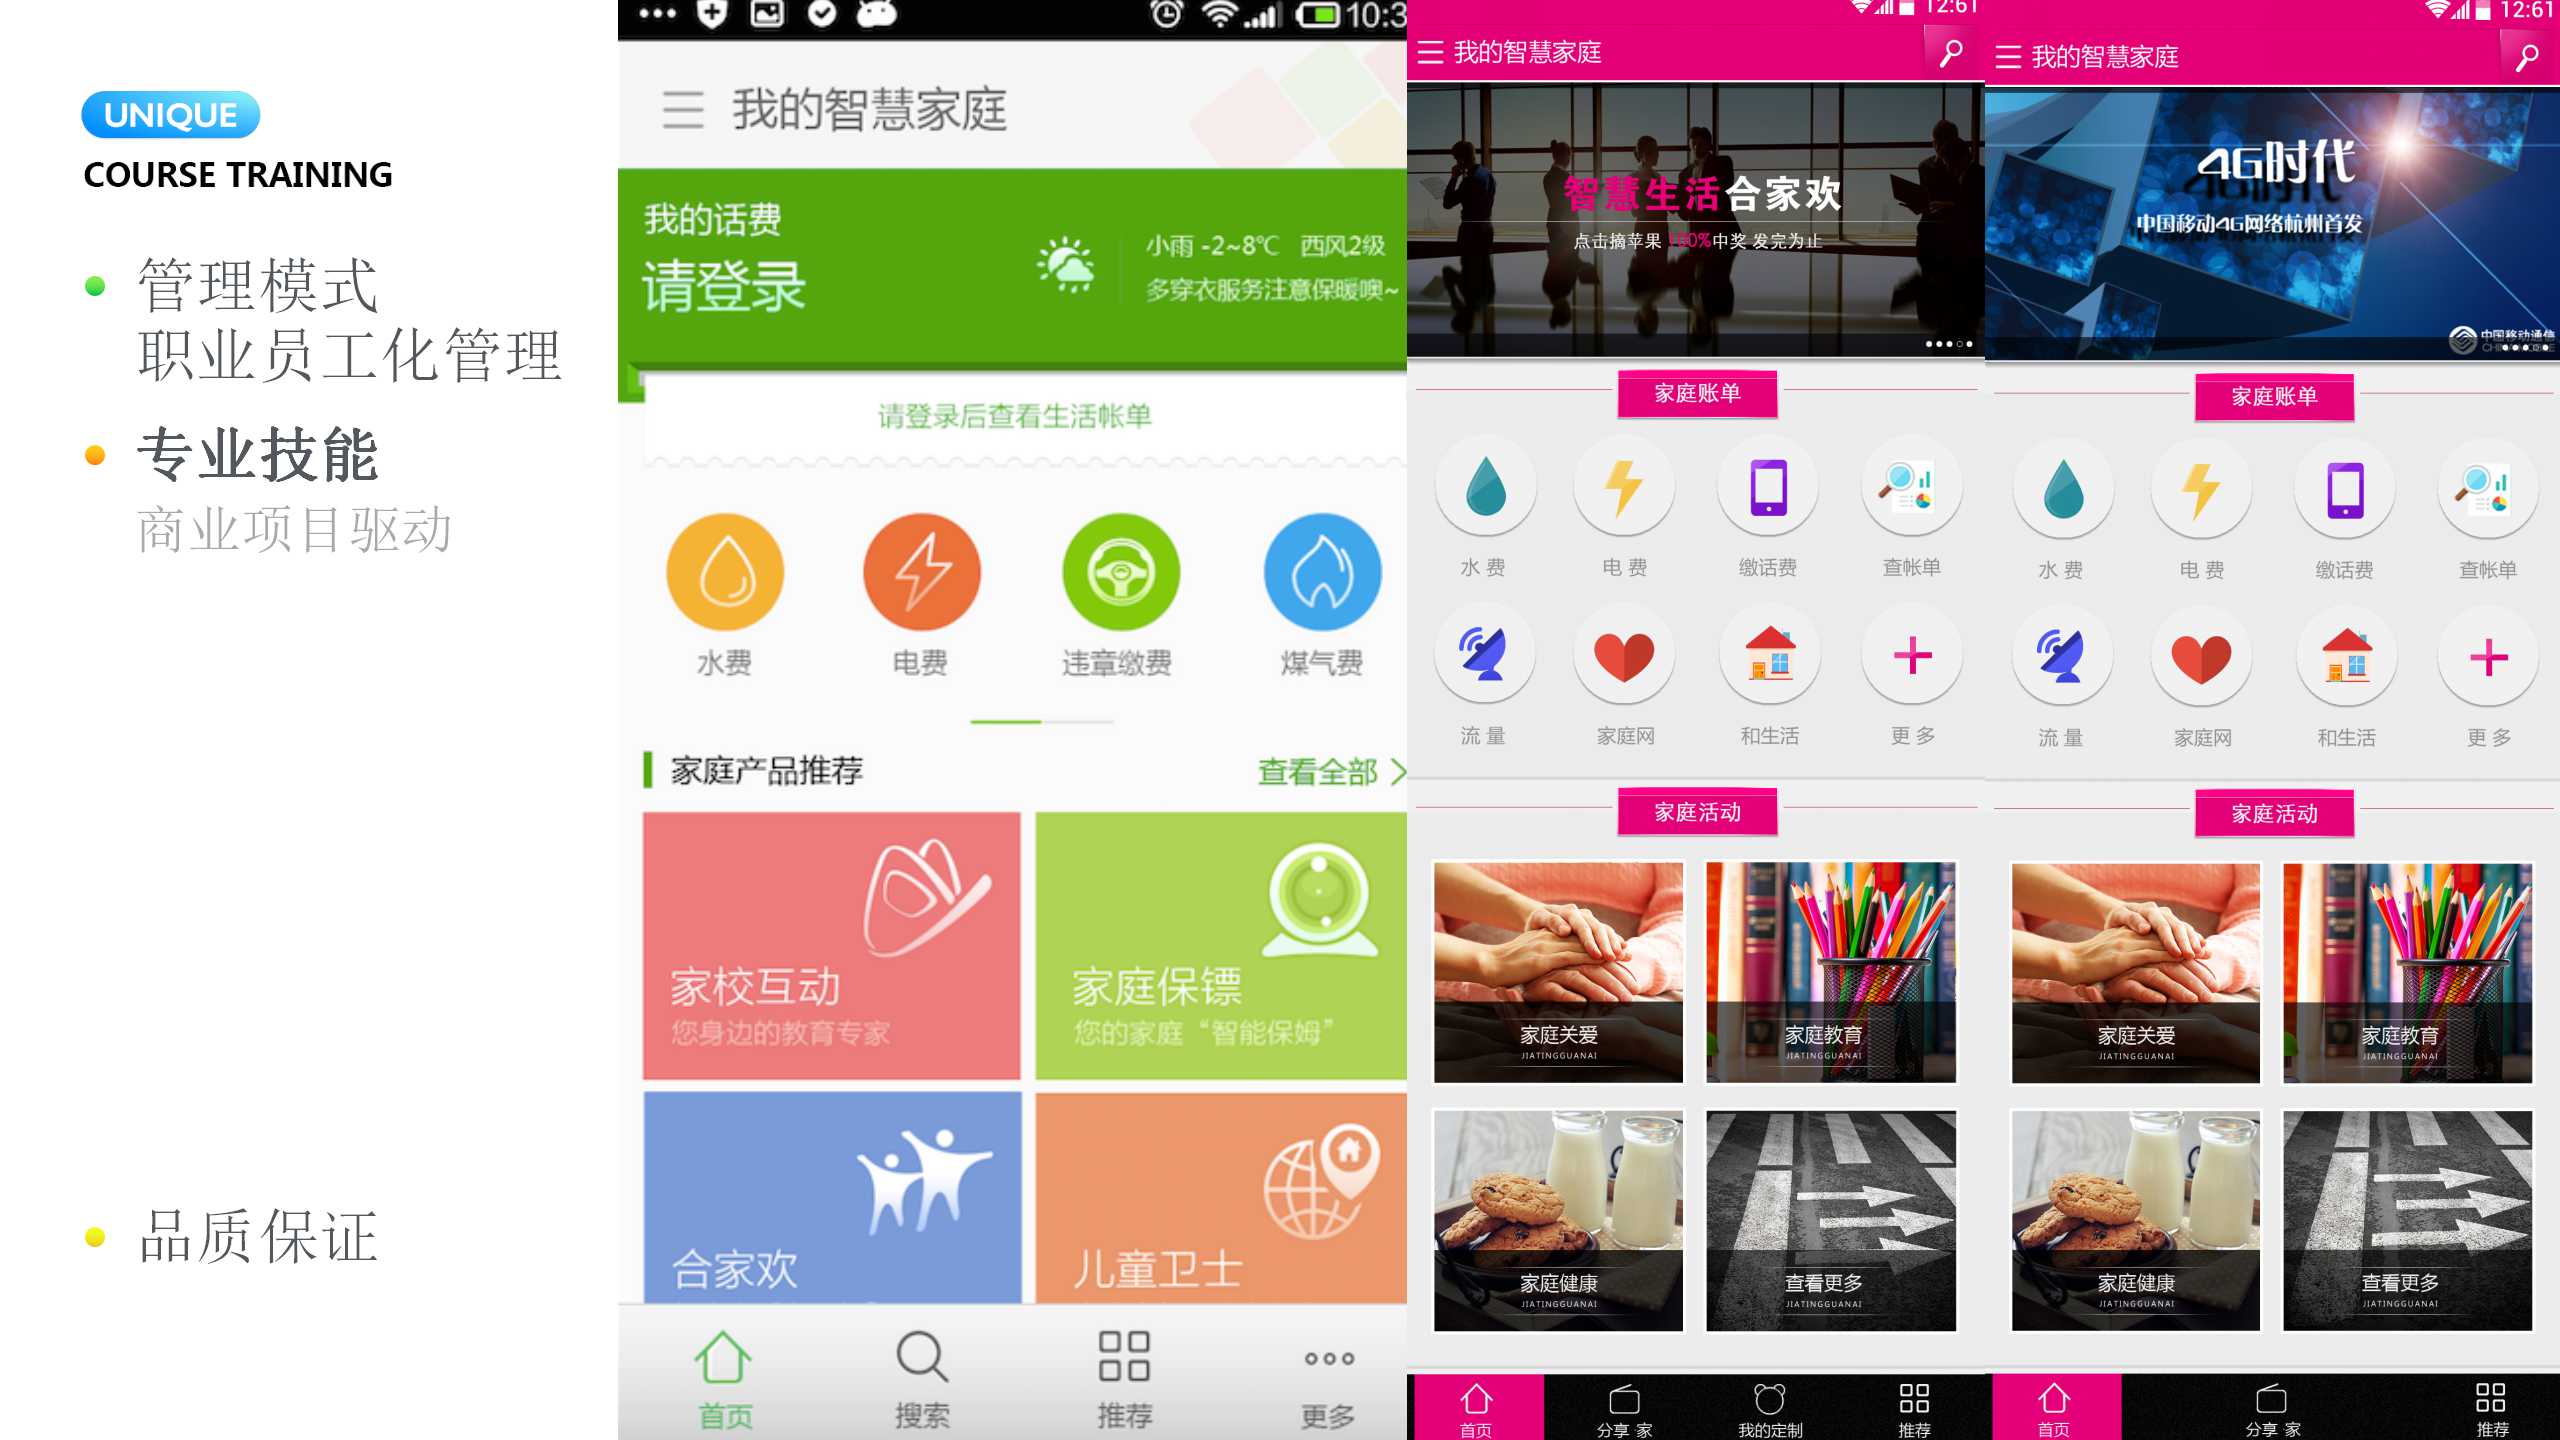 UNIQUE
COURSE TRAINING
管理模式
职业员工化管理
专业技能
商业项目驱动
品质保证
10:3
我的智慧家庭
我的话费
请登录
小雨 -2~8℃ 西风2级
多穿衣服务注意保暖噢~
请登录后查看生活帐单
水费 电费 违章缴费 煤气费
家庭产品推荐 查看全部
家校互动
您身边的教育专家
家庭保镖
您的家庭“智能保姆”
合家欢
儿童卫士
首页 搜索 推荐 更多
12:61
我的智慧家庭
智慧生活合家欢
点击摘苹果 100%中奖 发完为止
家庭账单
水 费 电 费 缴话费 查帐单
流 量 家庭网 和生活 更 多
家庭活动
家庭关爱
JIATINGGUANAI
家庭教育
JIATINGGUANAI
家庭健康
JIATINGGUANAI
查看更多
JIATINGGUANAI
首页 分享 家 我的定制 推荐
12:61
我的智慧家庭
4G时代
中国移动4G网络杭州首发
中国移动通信
家庭账单
水 费 电 费 缴话费 查帐单
流 量 家庭网 和生活 更 多
家庭活动
家庭关爱
JIATINGGUANAI
家庭教育
JIATINGGUANAI
家庭健康
JIATINGGUANAI
查看更多
JIATINGGUANAI
首页 分享 家 推荐